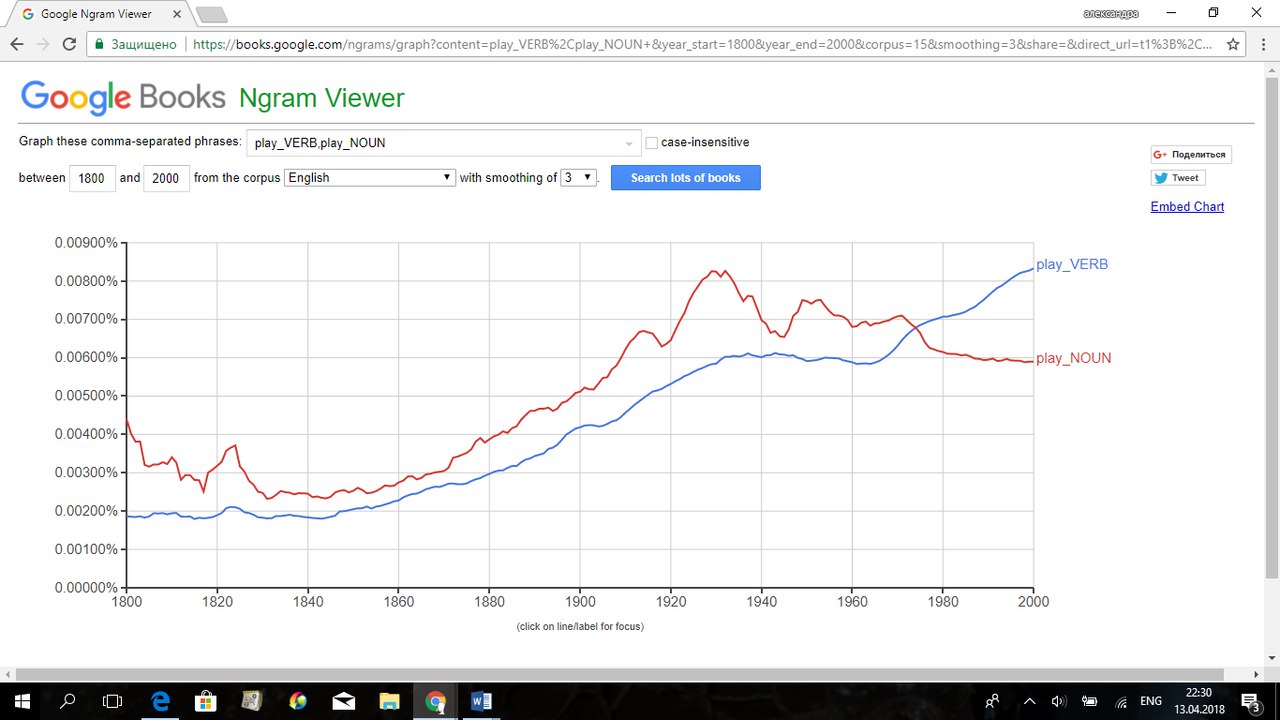 Google Ngram Viewer
александра
Защищено https://books.google.com/ngrams/graph?content=play_VERB%2Cplay_NOUN+&year_start=1800&year_end=2000&corpus=15&smoothing=3&share=&direct_url=t1%3B%2C...
Google Books Ngram Viewer
Graph these comma-separated phrases: play_VERB,play_NOUN case-insensitive
between 1800 and 2000 from the corpus English with smoothing of 3 . Search lots of books
G+ Поделиться
Tweet
Embed Chart
0.00900%
0.00800%
0.00700%
0.00600%
0.00500%
0.00400%
0.00300%
0.00200%
0.00100%
0.00000%
play_VERB
play_NOUN
1800 1820 1840 1860 1880 1900 1920 1940 1960 1980 2000
(click on line/label for focus)
ENG 22:30
13.04.2018 3